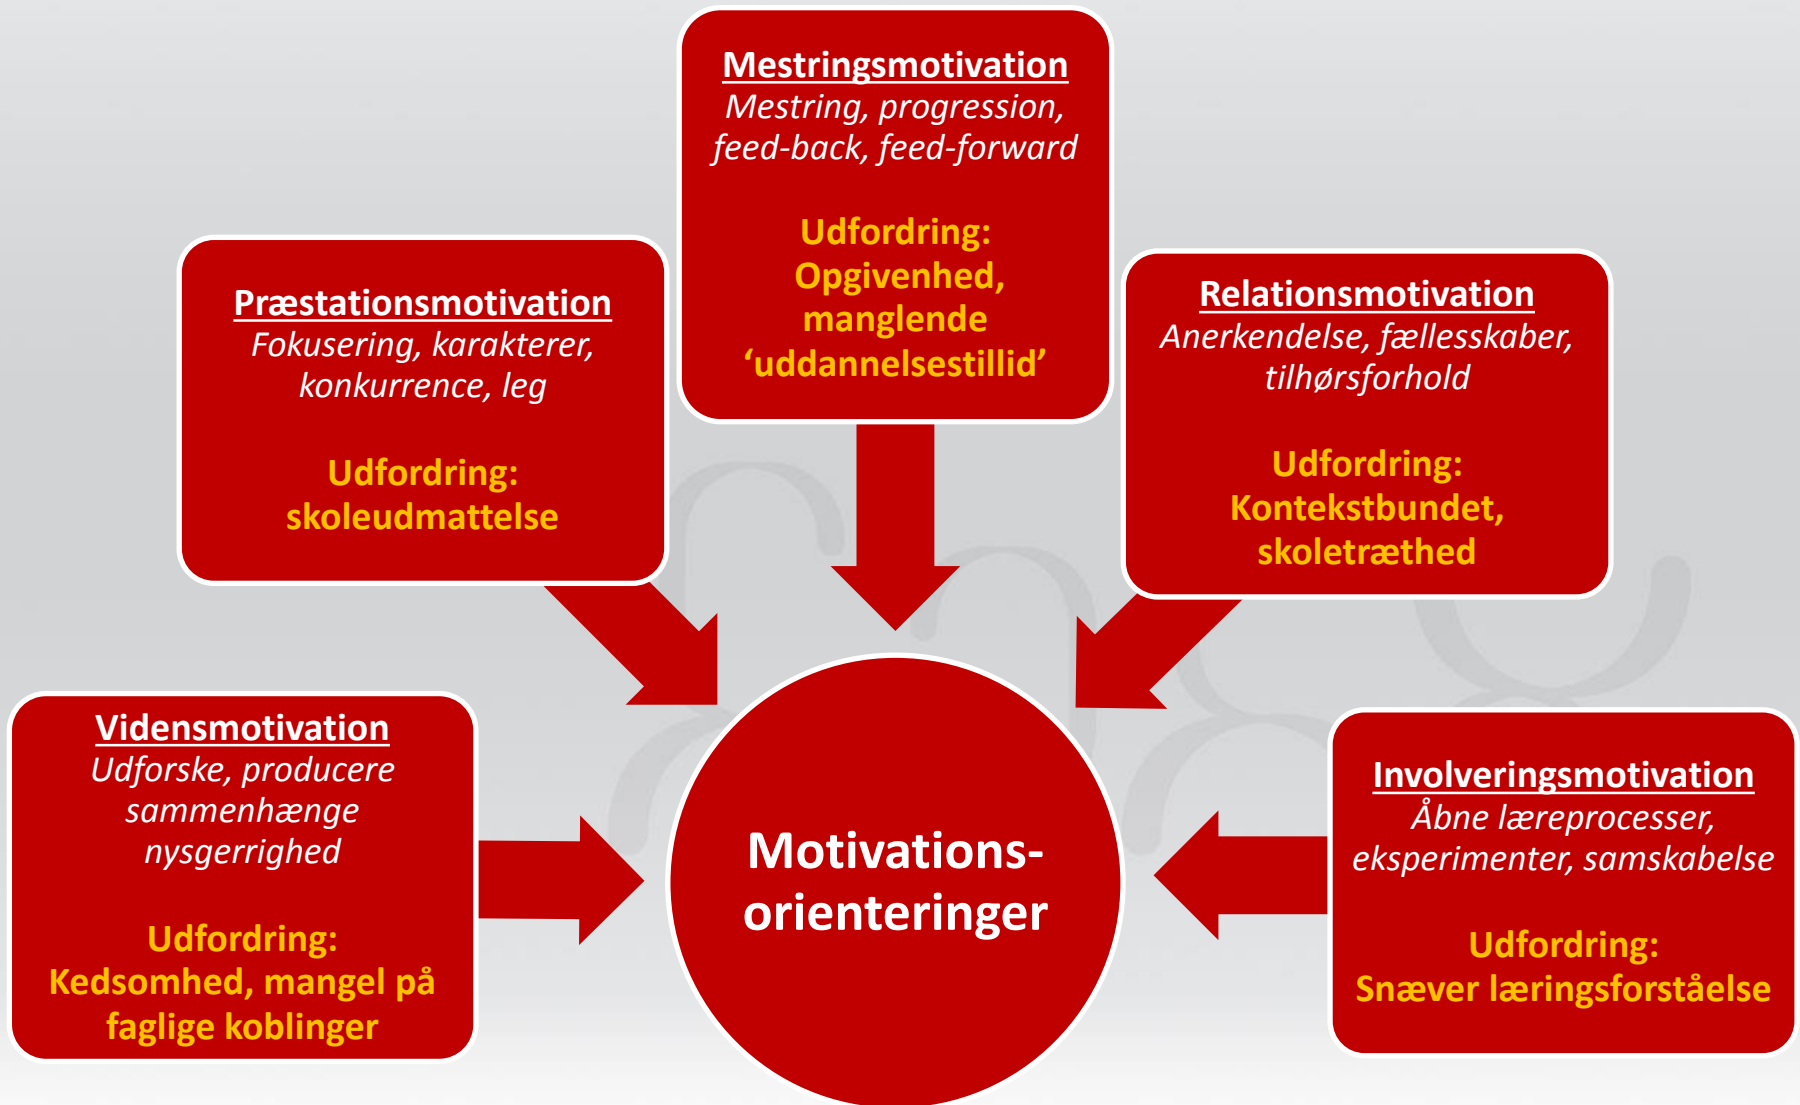 Mestringsmotivation
Mestring, progression,
feed-back, feed-forward
Udfordring:
Opgivenhed,
manglende
‘uddannelsestillid’
Præstationsmotivation
Fokusering, karakterer,
konkurrence, leg
Udfordring:
skoleudmattelse
Relationsmotivation
Anerkendelse, fællesskaber,
tilhørsforhold
Udfordring:
Kontekstbundet,
skoletræthed
Vidensmotivation
Udforske, producere
sammenhænge
nysgerrighed
Udfordring:
Kedsomhed, mangel på
faglige koblinger
Motivations-
orienteringer
Involveringsmotivation
Åbne læreprocesser,
eksperimenter, samskabelse
Udfordring:
Snæver læringsforståelse